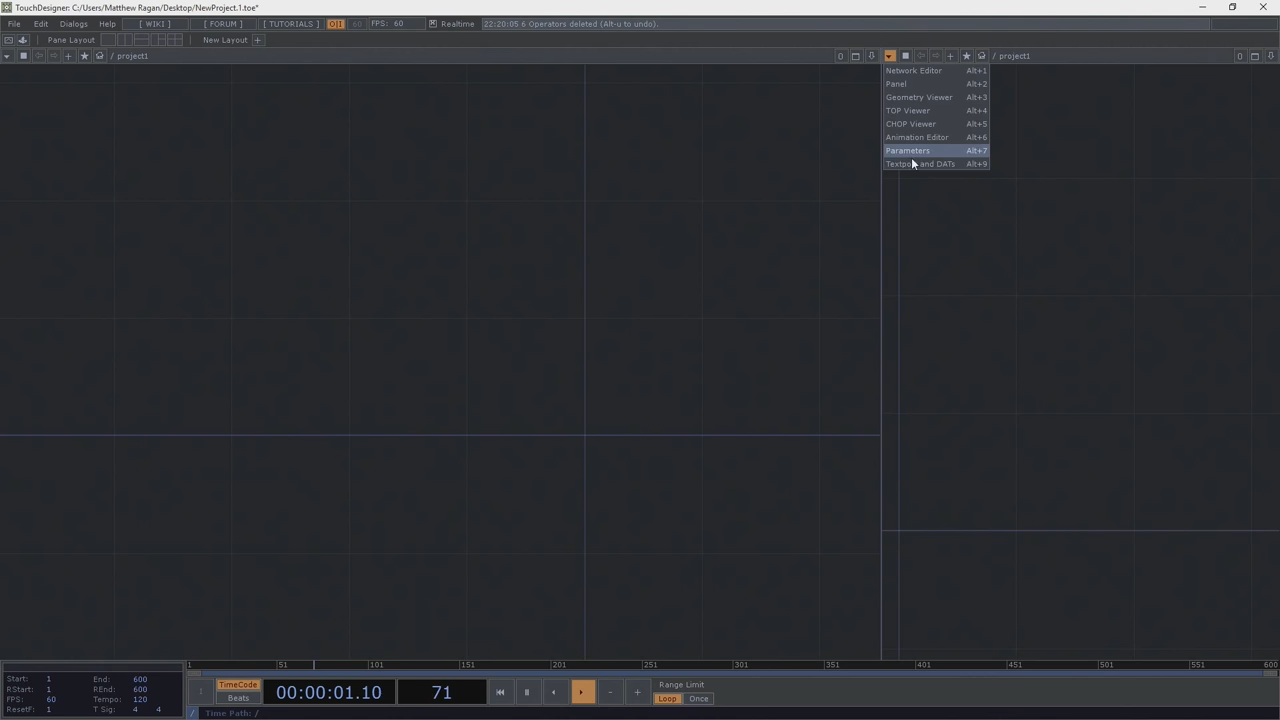 TouchDesigner: C:/Users/Matthew Ragan/Desktop/NewProject.1.toe*
File Edit Dialogs Help [ WIKI ] [ FORUM ] [ TUTORIALS ] O|I 60 FPS: 60 Realtime 22:20:05 6 Operators deleted (Alt-u to undo).
Pane Layout New Layout +
/ project1 0
/ project1 0
Network Editor Alt+1
Panel Alt+2
Geometry Viewer Alt+3
TOP Viewer Alt+4
CHOP Viewer Alt+5
Animation Editor Alt+6
Parameters Alt+7
and DATs Alt+9
1 51 101 151 201 251 301 351 401 451 501 551 600
Start: 1 End: 600
RStart: 1 REnd: 600
FPS: 60 Tempo: 120
ResetF: 1 T Sig: 4 4
TimeCode
Beats
00:00:01.10 71
- +
Range Limit
Loop Once
/ Time Path: /